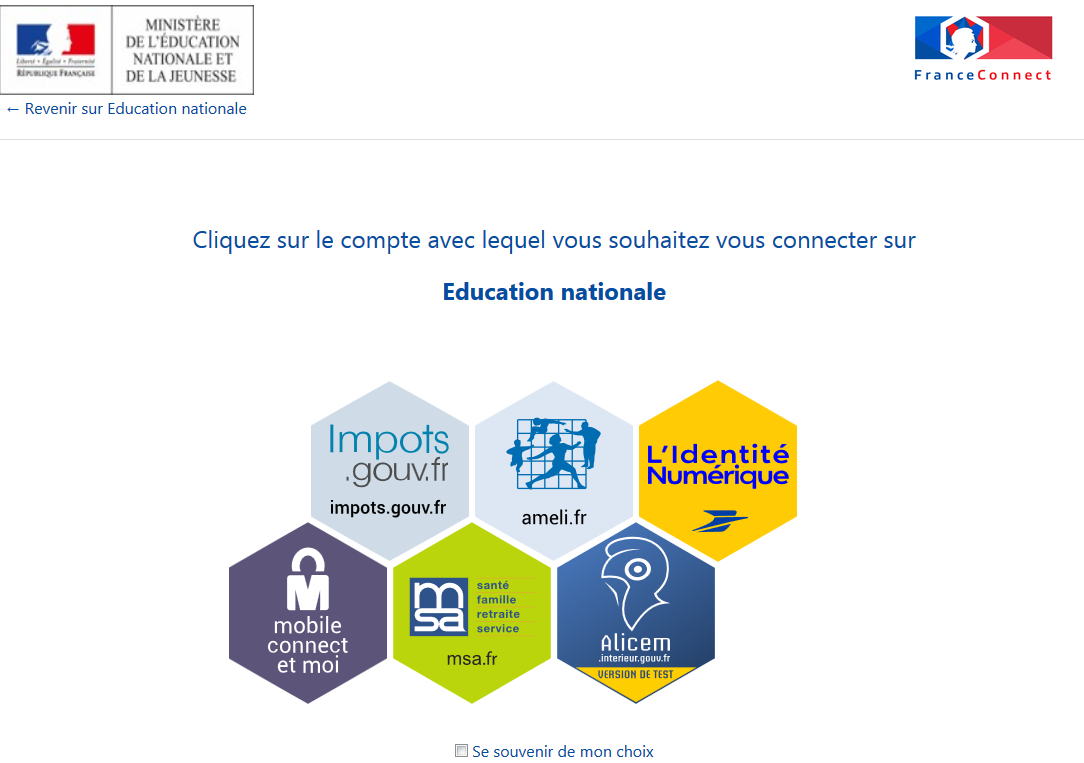 MINISTÈRE
DE L'ÉDUCATION
NATIONALE ET
DE LA JEUNESSE
Liberté • Égalité • Fraternité
RÉPUBLIQUE FRANÇAISE
FranceConnect
← Revenir sur Education nationale
Cliquez sur le compte avec lequel vous souhaitez vous connecter sur
Education nationale
Impots
.gouv.fr
impots.gouv.fr
ameli.fr
L'Identité
Numérique
M
mobile
connect
et moi
msa
santé
famille
retraite
service
msa.fr
Alicem
.interieur.gouv.fr
VERSION DE TEST
Se souvenir de mon choix